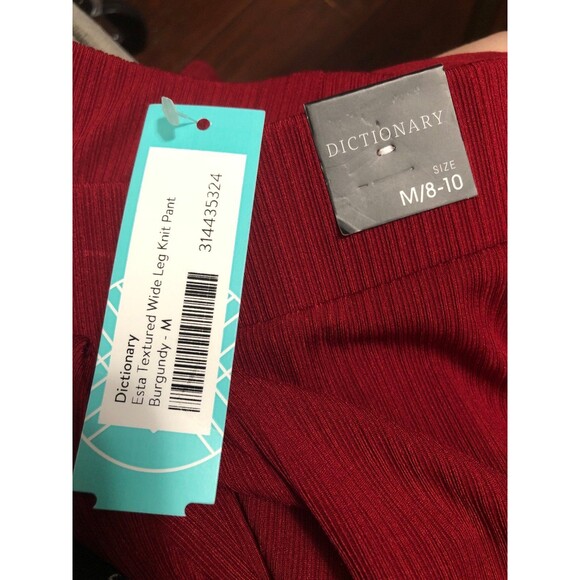 DICTIONARY
SIZE
M/8-10
Dictionary
Esta Textured Wide Leg Knit Pant
Burgundy - M
314435324